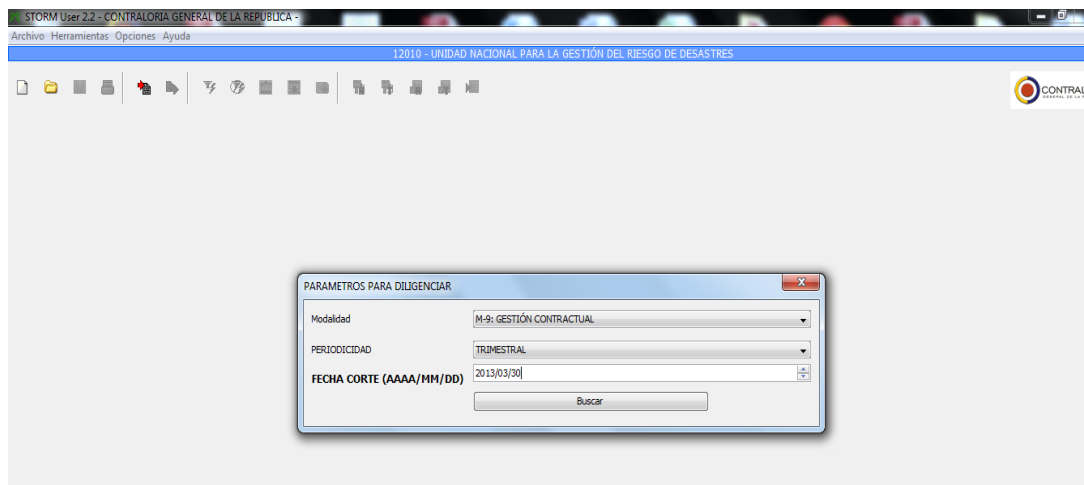 STORM User 2.2 - CONTRALORIA GENERAL DE LA REPUBLICA -
Archivo Herramientas Opciones Ayuda
12010 - UNIDAD NACIONAL PARA LA GESTIÓN DEL RIESGO DE DESASTRES
CONTRAL
PARAMETROS PARA DILIGENCIAR
Modalidad M-9: GESTIÓN CONTRACTUAL
PERIODICIDAD TRIMESTRAL
FECHA CORTE (AAAA/MM/DD) 2013/03/30
Buscar